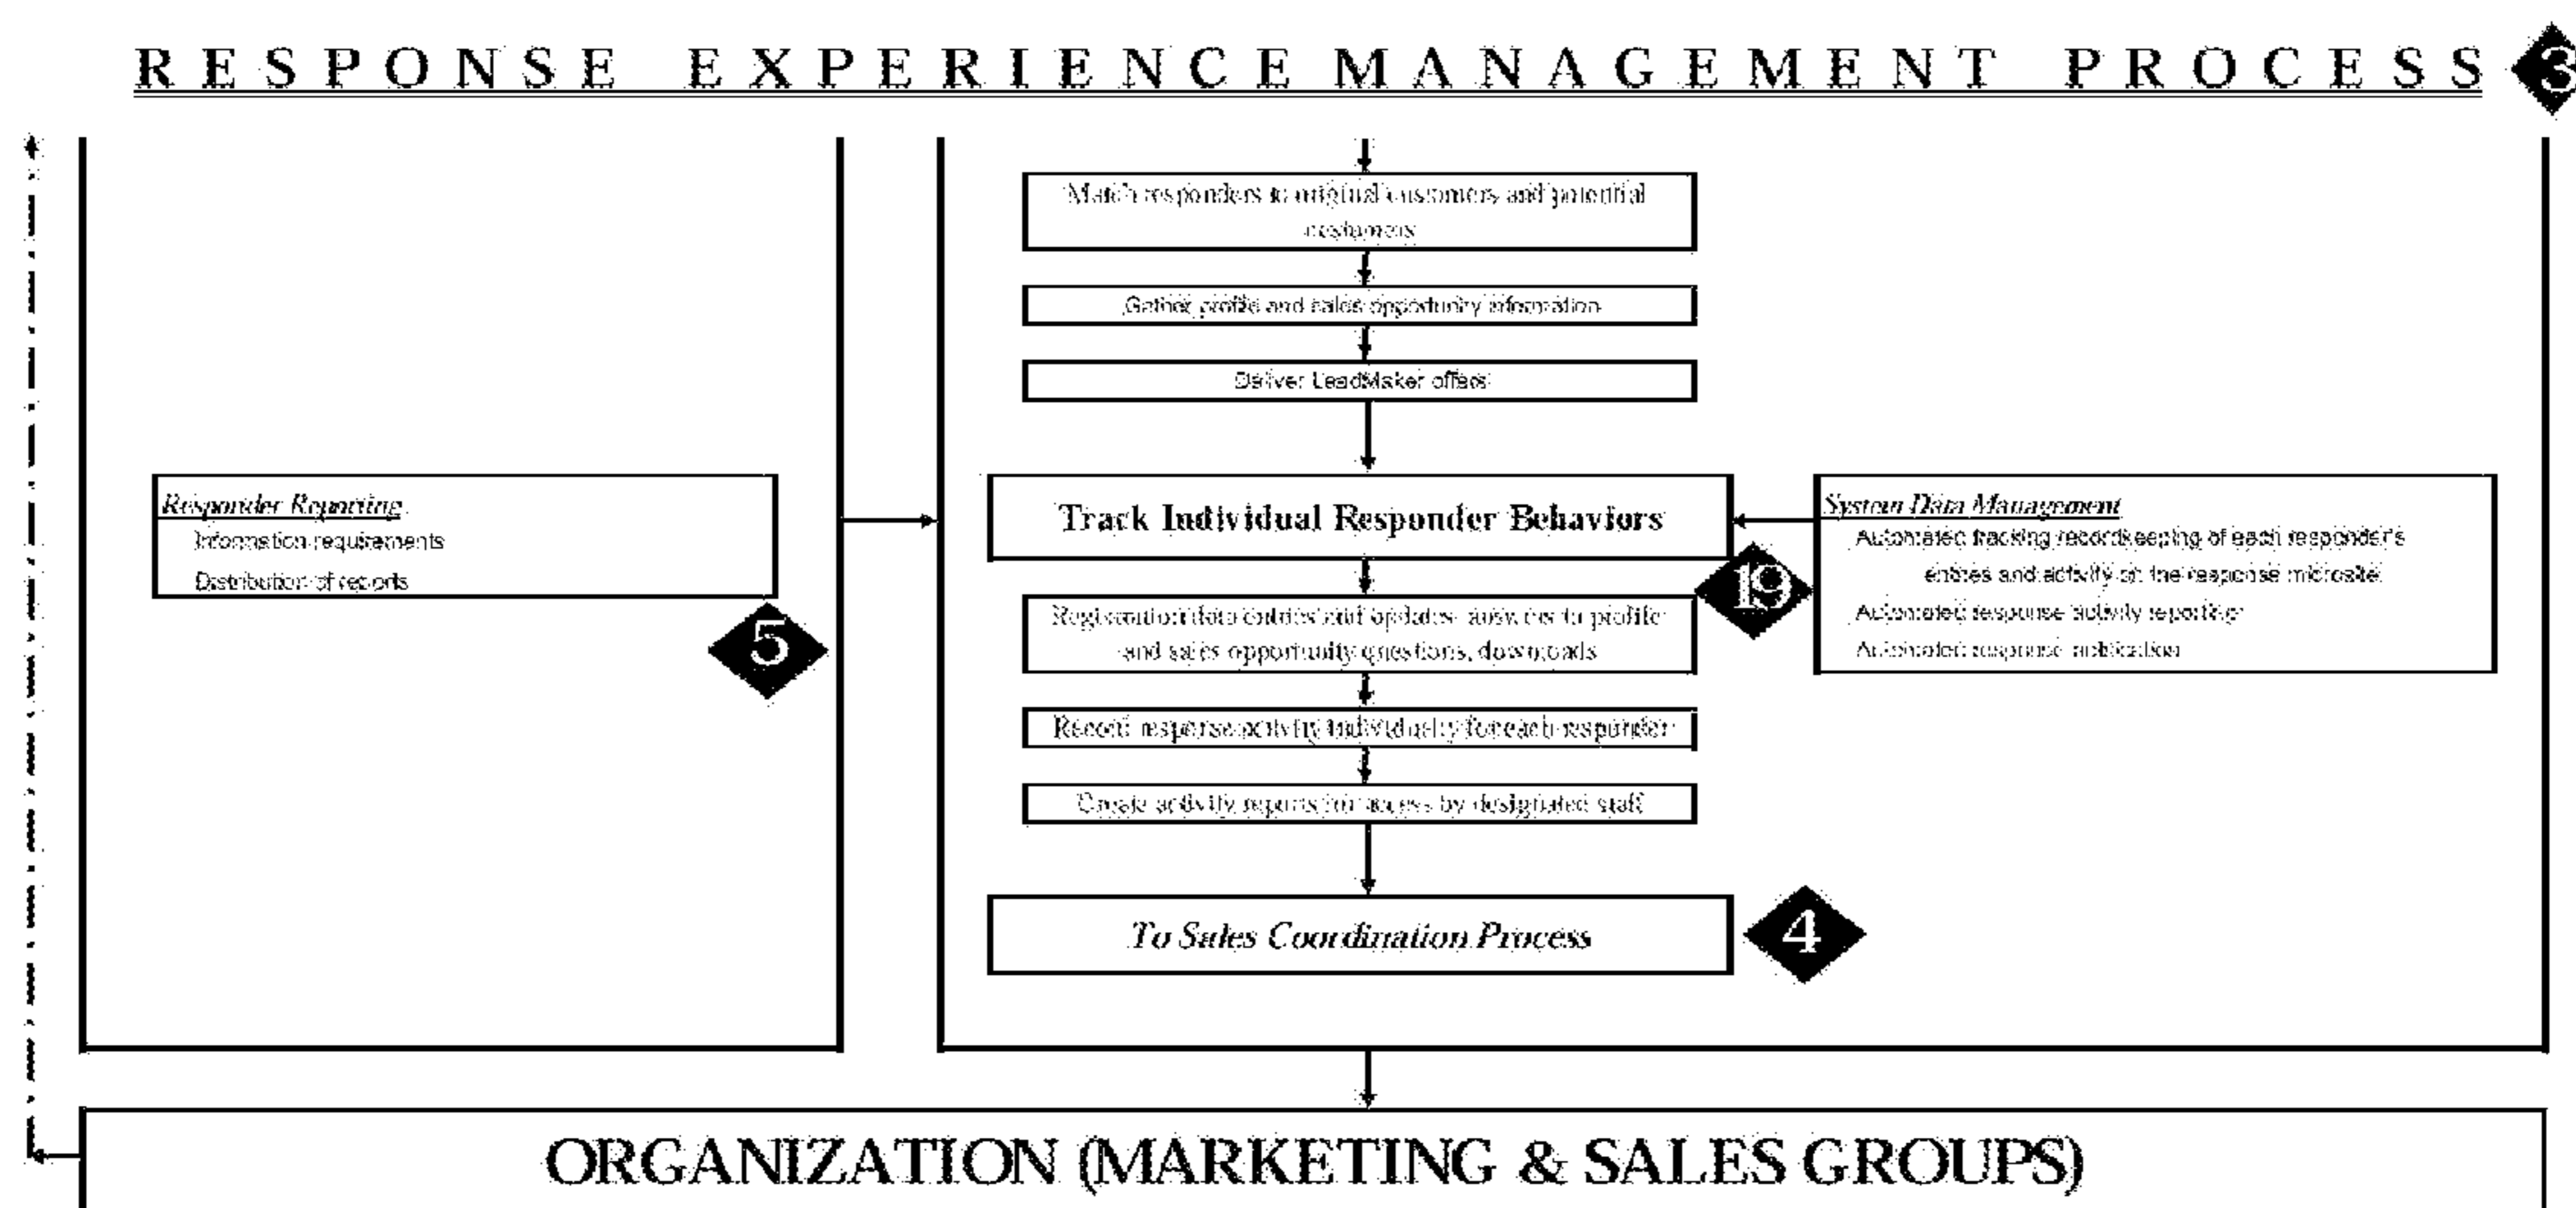 RESPONSE EXPERIENCE MANAGEMENT PROCESS 3
Match responders to original customers and potential
customers
Gather profile and sales opportunity information
Deliver LeadMaker offers
Responder Reporting
Information requirements
Distribution of reports
5
Track Individual Responder Behaviors
19
System Data Management
Automated tracking recordkeeping of each responder's
entries and activity on the response microsite
Automated response activity reporting
Automated response notification
Registration data entries and updates, answers to profile
and sales opportunity questions, downloads
Record response activity individually for each responder
Create activity reports for access by designated staff
To Sales Coordination Process
4
ORGANIZATION (MARKETING & SALES GROUPS)